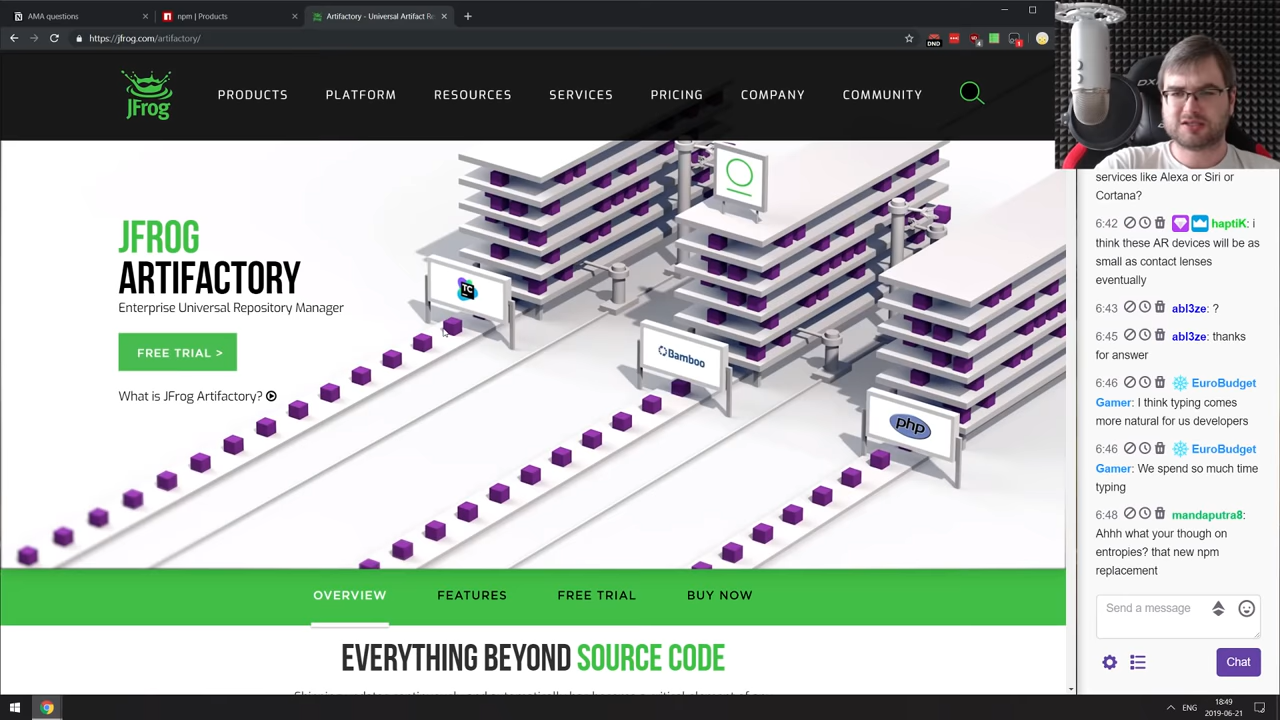 AMA questions
npm | Products
Artifactory - Universal Artifact Re
https://jfrog.com/artifactory/
DND
JFrog
PRODUCTS
PLATFORM
RESOURCES
SERVICES
PRICING
COMPANY
COMMUNITY
JFROG
ARTIFACTORY
Enterprise Universal Repository Manager
FREE TRIAL >
What is JFrog Artifactory?
TC
Bamboo
php
OVERVIEW
FEATURES
FREE TRIAL
BUY NOW
EVERYTHING BEYOND SOURCE CODE
DX
services like Alexa or Siri or
Cortana?
6:42 haptiK: i
think these AR devices will be as
small as contact lenses
eventually
6:43 abl3ze: ?
6:45 abl3ze: thanks
for answer
6:46 EuroBudget
Gamer: I think typing comes
more natural for us developers
6:46 EuroBudget
Gamer: We spend so much time
typing
6:48 mandaputra8:
Ahhh what your though on
entropies? that new npm
replacement
Send a message
Chat
ENG
18:49
2019-06-21